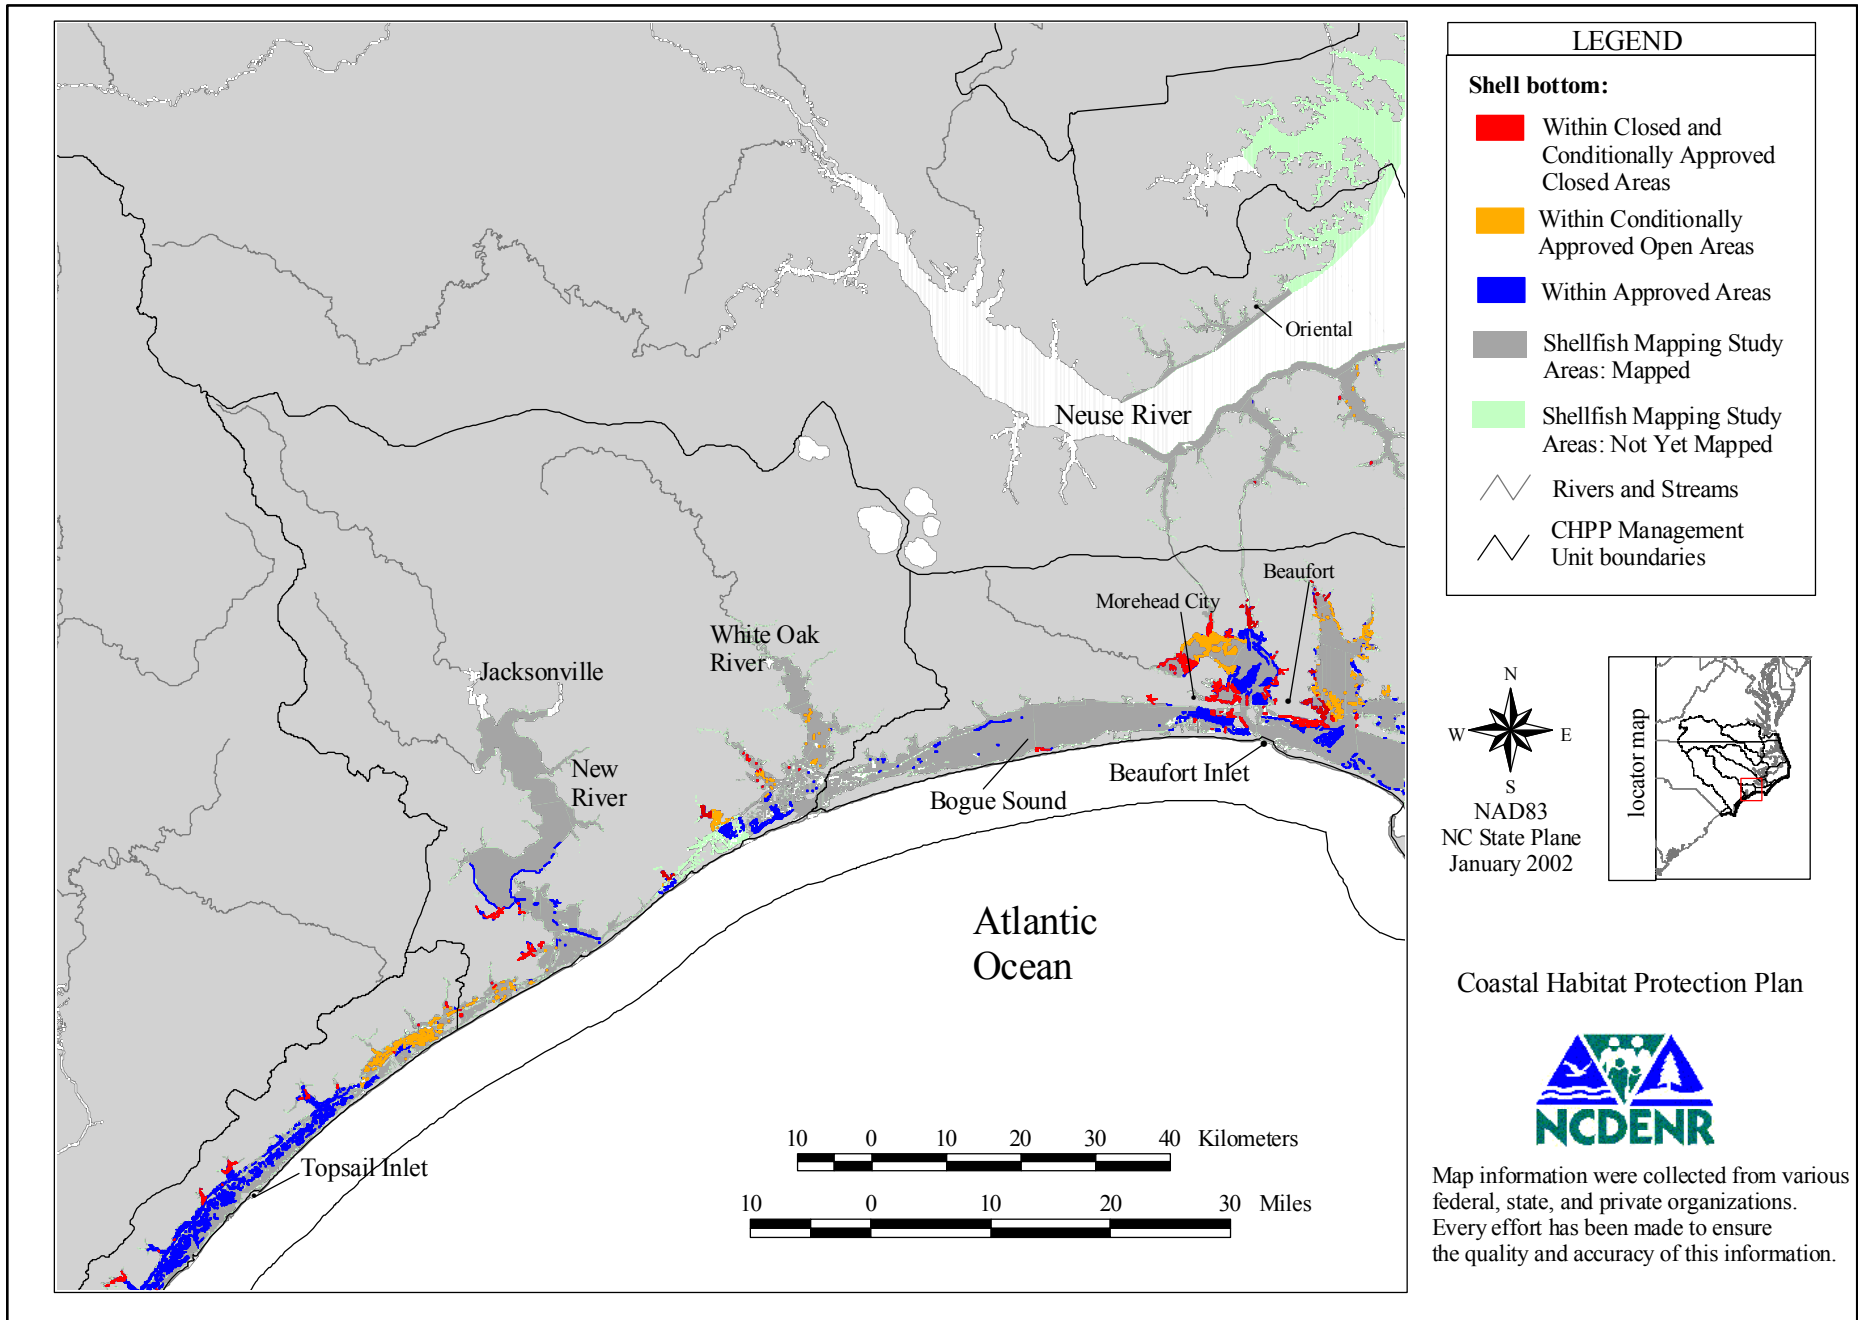 LEGEND
Shell bottom:
Within Closed and
Conditionally Approved
Closed Areas
Within Conditionally
Approved Open Areas
Within Approved Areas
Shellfish Mapping Study
Areas: Mapped
Shellfish Mapping Study
Areas: Not Yet Mapped
Rivers and Streams
CHPP Management
Unit boundaries
Oriental
Neuse River
Beaufort
Morehead City
White Oak
River
Jacksonville
New
River
Beaufort Inlet
Bogue Sound
Atlantic
Ocean
Topsail Inlet
10 0 10 20 30 40 Kilometers
10 0 10 20 30 Miles
N
W E
S
NAD83
NC State Plane
January 2002
locator map
Coastal Habitat Protection Plan
NCDENR
Map information were collected from various
federal, state, and private organizations.
Every effort has been made to ensure
the quality and accuracy of this information.